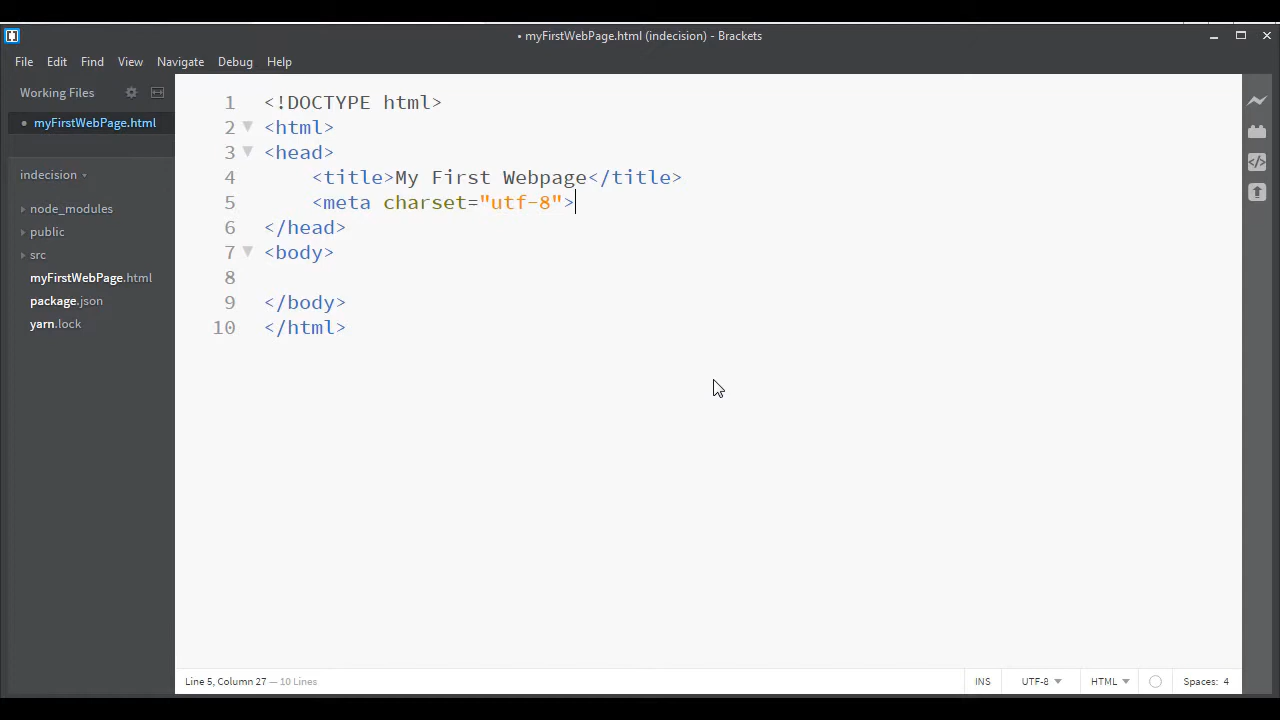 • myFirstWebPage.html (indecision) - Brackets
File Edit Find View Navigate Debug Help
Working Files
• myFirstWebPage.html
indecision
node_modules
public
src
myFirstWebPage.html
package.json
yarn.lock
1 <!DOCTYPE html>
2 <html>
3 <head>
4 <title>My First Webpage</title>
5 <meta charset="utf-8">
6 </head>
7 <body>
8
9 </body>
10 </html>
Line 5, Column 27 — 10 Lines
INS UTF-8 HTML Spaces: 4